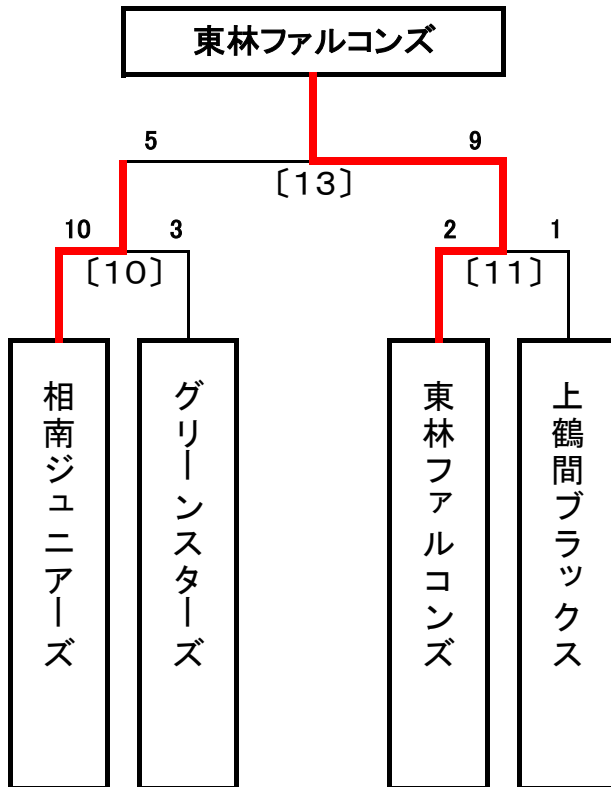 東林ファルコンズ
5 9
〔13〕
10 3 2 1
〔10〕 〔11〕
相南ジュニアーズ
グリーンスターズ
東林ファルコンズ
上鶴間ブラックス